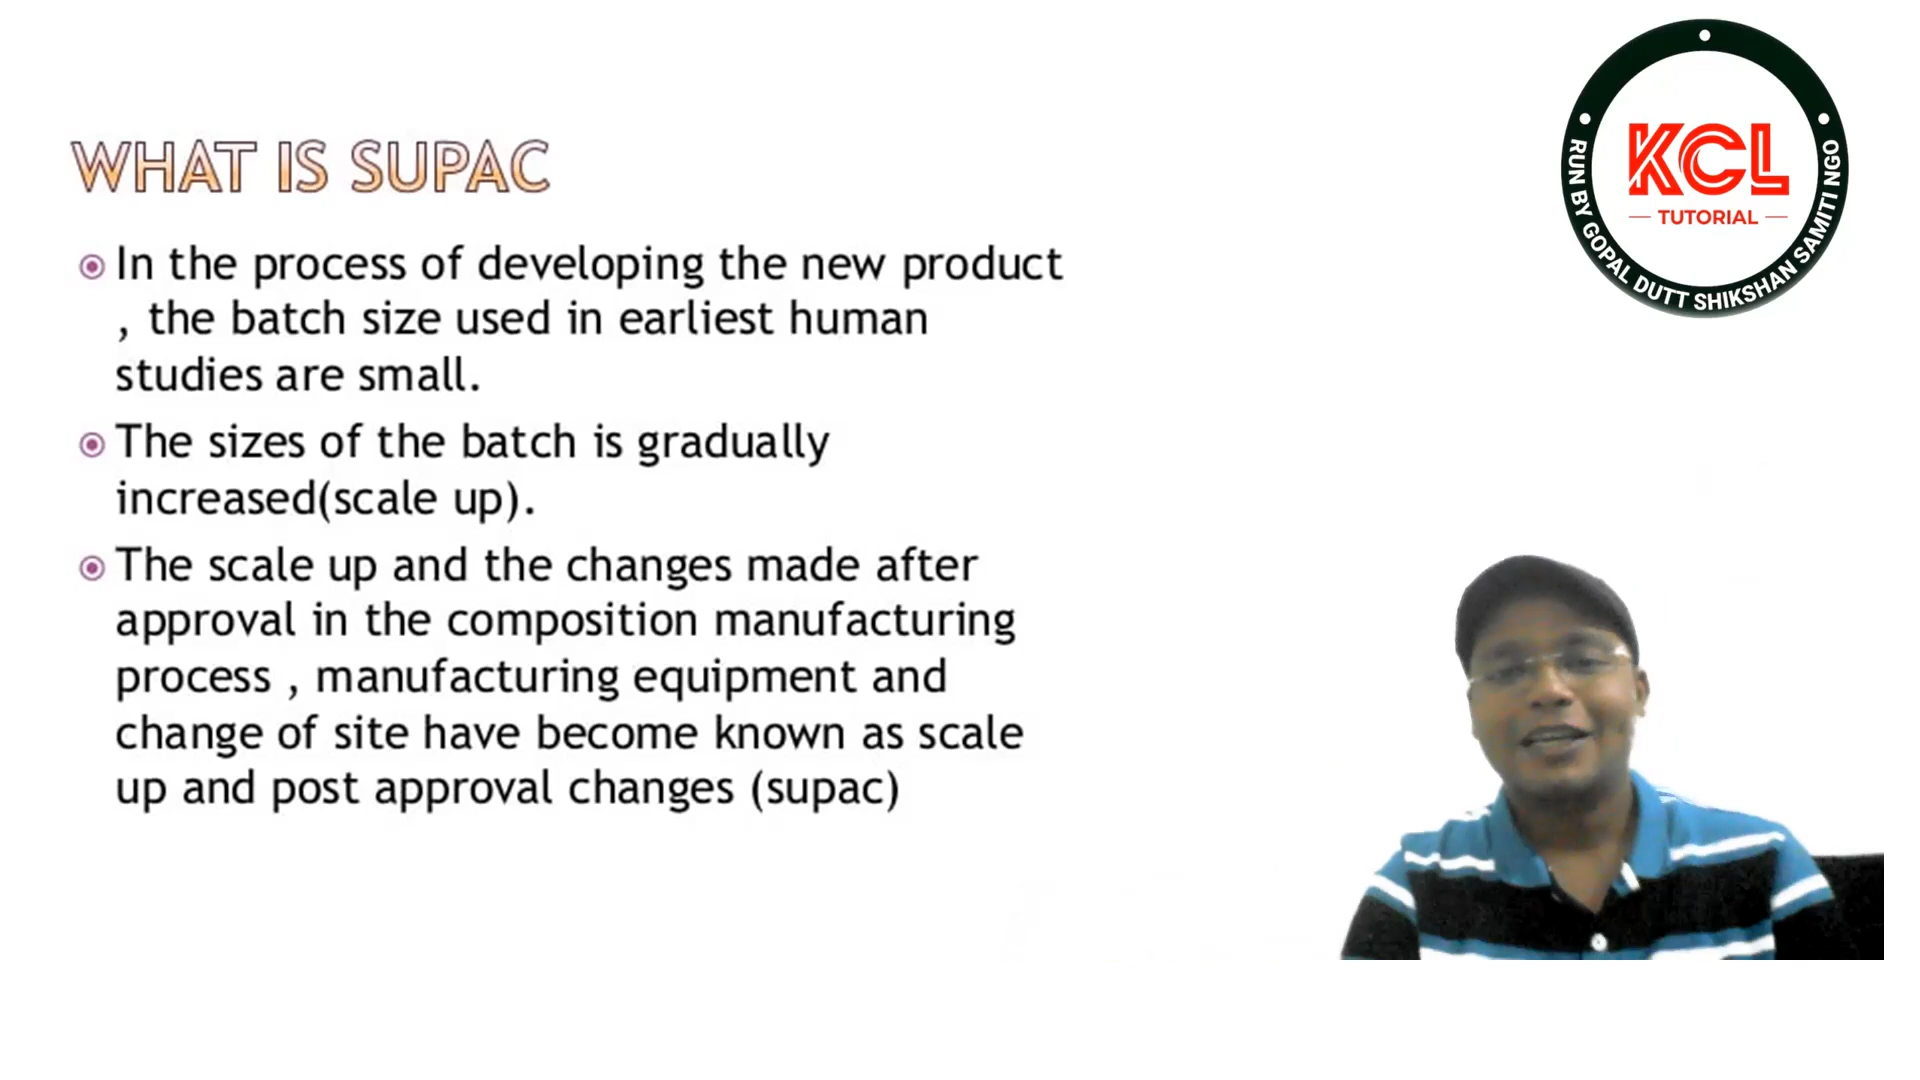 WHAT IS SUPAC
In the process of developing the new product
, the batch size used in earliest human
studies are small.
The sizes of the batch is gradually
increased(scale up).
The scale up and the changes made after
approval in the composition manufacturing
process , manufacturing equipment and
change of site have become known as scale
up and post approval changes (supac)
KCL
TUTORIAL
RUN BY GOPAL DUTT SHIKSHAN SAMITI NGO